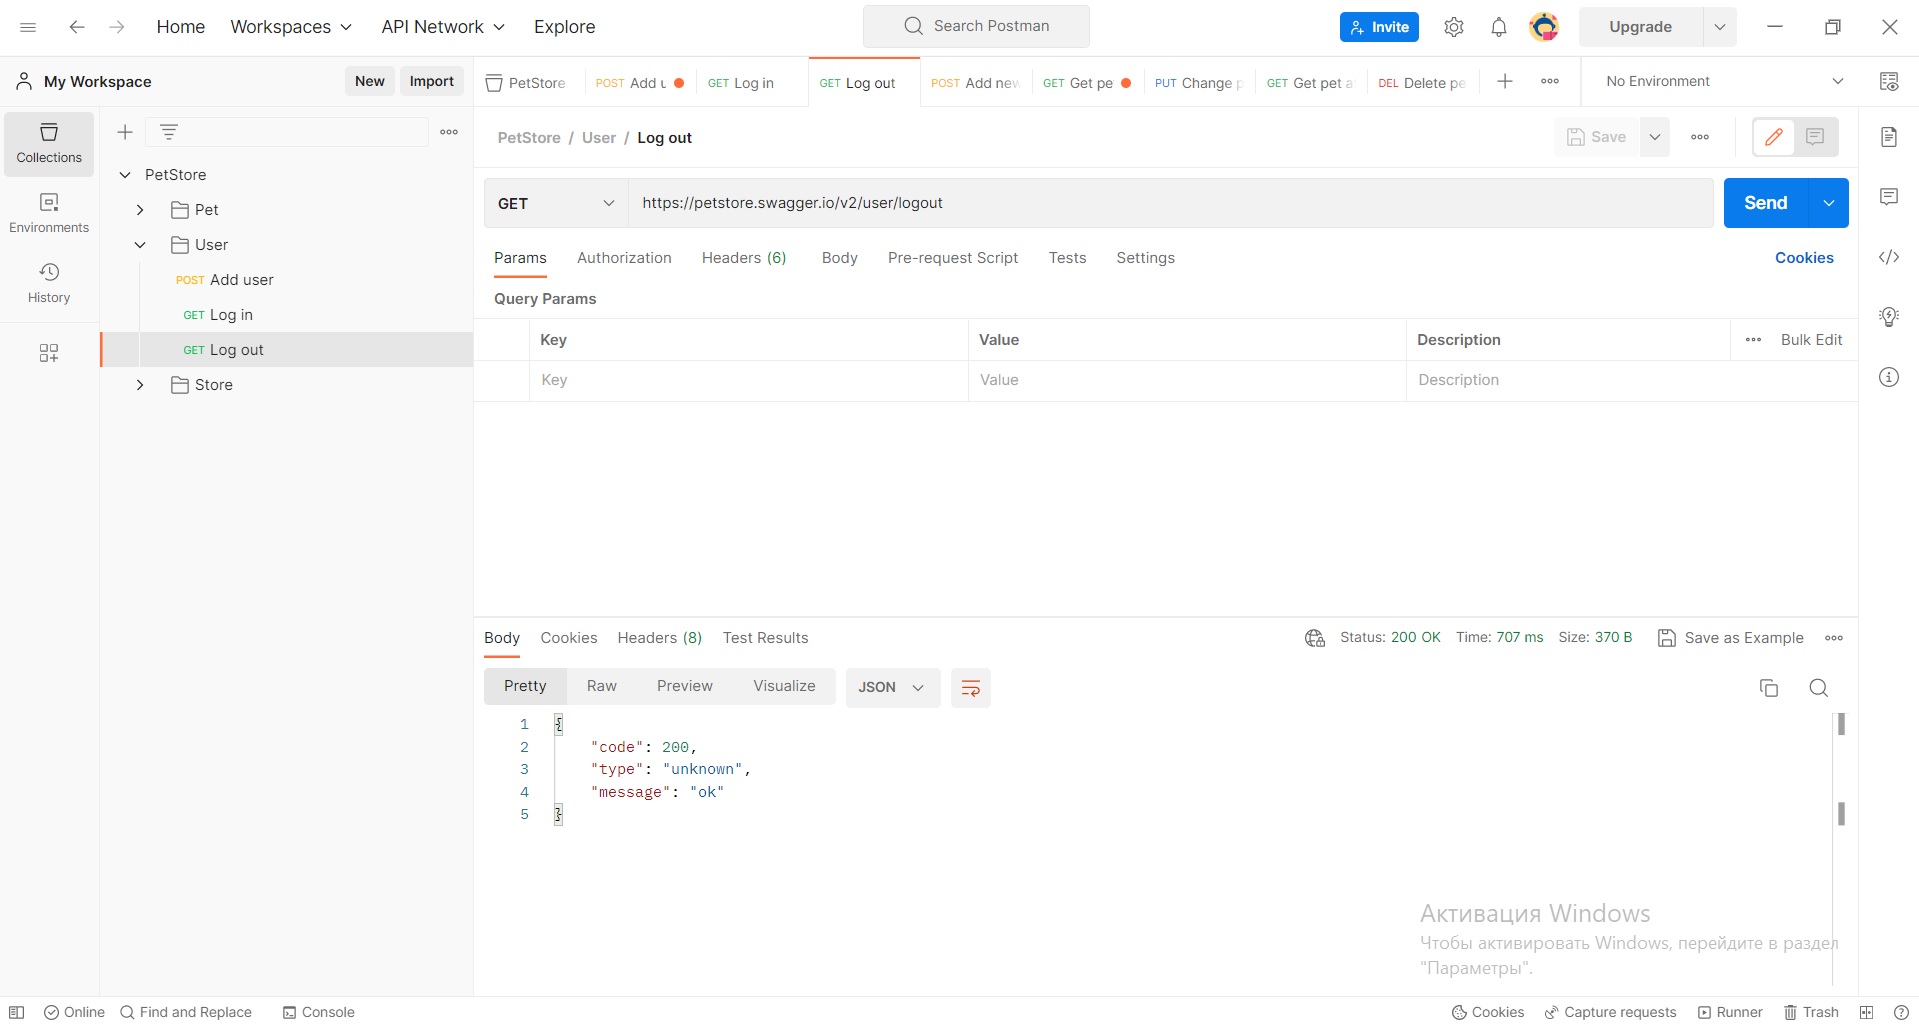 Home Workspaces API Network Explore Search Postman Invite Upgrade
My Workspace New Import PetStore POST Add u GET Log in GET Log out POST Add new GET Get pe PUT Change p GET Get pet a DEL Delete pe No Environment
Collections
Environments
History
PetStore
Pet
User
POST Add user
GET Log in
GET Log out
Store
PetStore / User / Log out Save
GET https://petstore.swagger.io/v2/user/logout Send
Params Authorization Headers (6) Body Pre-request Script Tests Settings Cookies
Query Params
Key Value Description Bulk Edit
Key Value Description
Body Cookies Headers (8) Test Results Status: 200 OK Time: 707 ms Size: 370 B Save as Example
Pretty Raw Preview Visualize JSON
1 {
2 "code": 200,
3 "type": "unknown",
4 "message": "ok"
5 }
Активация Windows
Чтобы активировать Windows, перейдите в раздел
"Параметры".
Online Find and Replace Console Cookies Capture requests Runner Trash